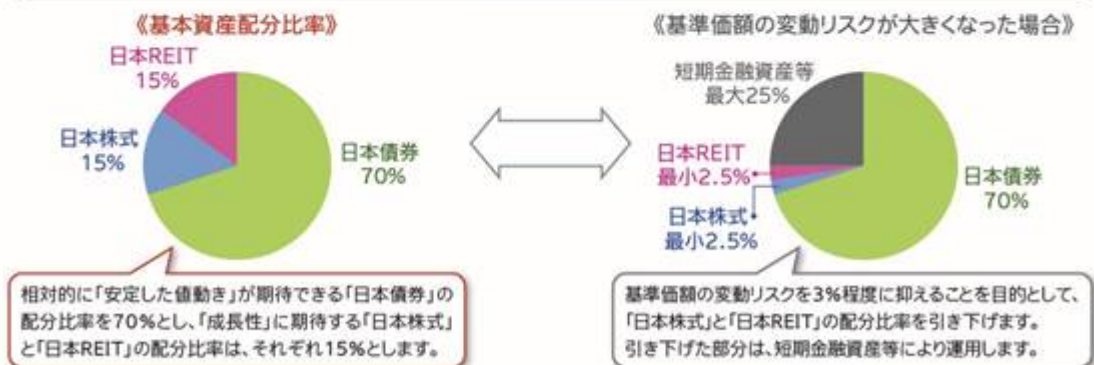 《基本資産配分比率》
日本REIT
15%
日本株式
15%
日本債券
70%
相対的に「安定した値動き」が期待できる「日本債券」の
配分比率を70%とし、「成長性」に期待する「日本株式」
と「日本REIT」の配分比率は、それぞれ15%とします。
《基準価額の変動リスクが大きくなった場合》
短期金融資産等
最大25%
日本REIT
最小2.5%
日本株式
最小2.5%
日本債券
70%
基準価額の変動リスクを3%程度に抑えることを目的として、
「日本株式」と「日本REIT」の配分比率を引き下げます。
引き下げた部分は、短期金融資産等により運用します。